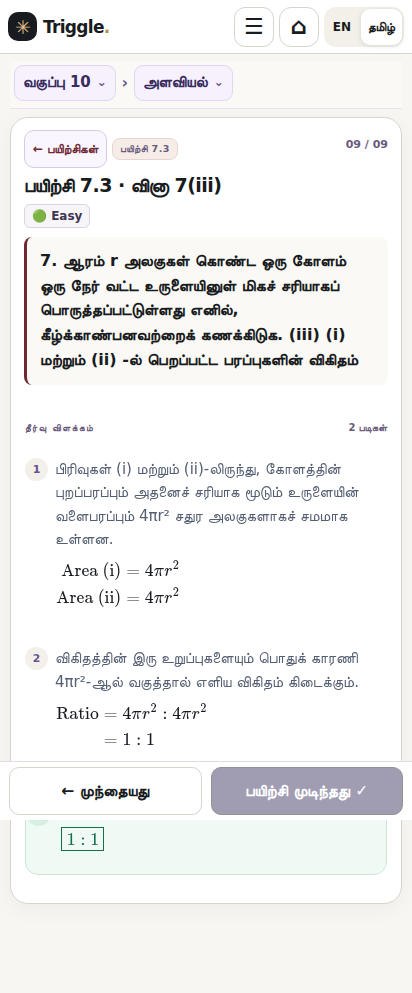 Triggle.
☰
⌂
EN தமிழ்
வகுப்பு 10 ⌄ › அளவியல் ⌄
← பயிற்சிகள் பயிற்சி 7.3 09 / 09
பயிற்சி 7.3 · வினா 7(iii)
🟢 Easy
7. ஆரம் r அலகுகள் கொண்ட ஒரு கோளம்
ஒரு நேர் வட்ட உருளையினுள் மிகச் சரியாகப்
பொருத்தப்பட்டுள்ளது எனில்,
கீழ்க்காண்பனவற்றைக் கணக்கிடுக. (iii) (i)
மற்றும் (ii) -ல் பெறப்பட்ட பரப்புகளின் விகிதம்
தீர்வு விளக்கம் 2 படிகள்
1 பிரிவுகள் (i) மற்றும் (ii)-லிருந்து, கோளத்தின்
புறப்பரப்பும் அதனைச் சரியாக மூடும் உருளையின்
வளைபரப்பும் 4πr² சதுர அலகுகளாகச் சமமாக
உள்ளன.
Area (i) = 4πr²
Area (ii) = 4πr²
2 விகிதத்தின் இரு உறுப்புகளையும் பொதுக் காரணி
4πr²-ஆல் வகுத்தால் எளிய விகிதம் கிடைக்கும்.
Ratio = 4πr² : 4πr²
= 1 : 1
← முந்தையது பயிற்சி முடிந்தது ✓
1 : 1